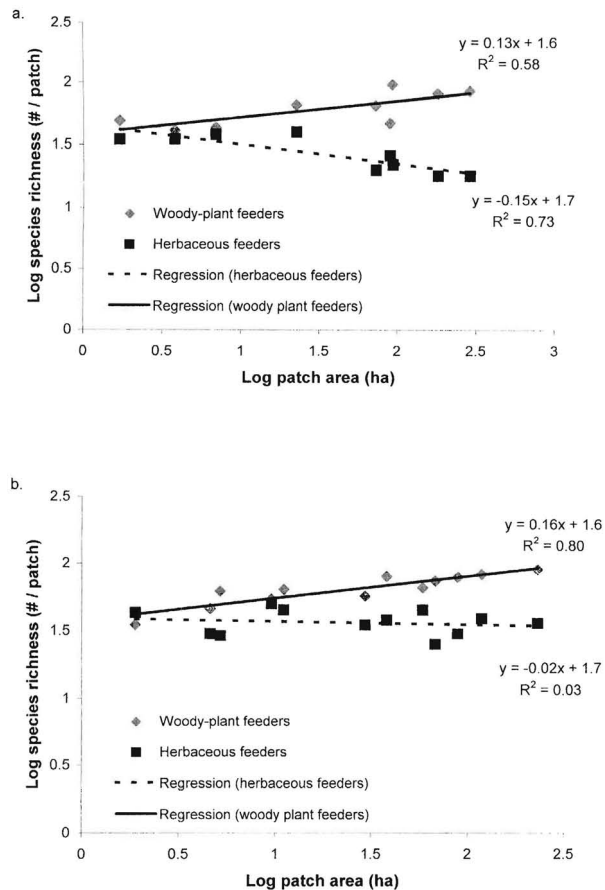 a.
2.5
2
1.5
1
0.5
0
Log species richness (# / patch)
y = 0.13x + 1.6
R² = 0.58
y = -0.15x + 1.7
R² = 0.73
Woody-plant feeders
Herbaceous feeders
Regression (herbaceous feeders)
Regression (woody plant feeders)
0 0.5 1 1.5 2 2.5 3
Log patch area (ha)
b.
2.5
2
1.5
1
0.5
0
Log species richness (# / patch)
y = 0.16x + 1.6
R² = 0.80
y = -0.02x + 1.7
R² = 0.03
Woody-plant feeders
Herbaceous feeders
Regression (herbaceous feeders)
Regression (woody plant feeders)
0 0.5 1 1.5 2 2.5
Log patch area (ha)